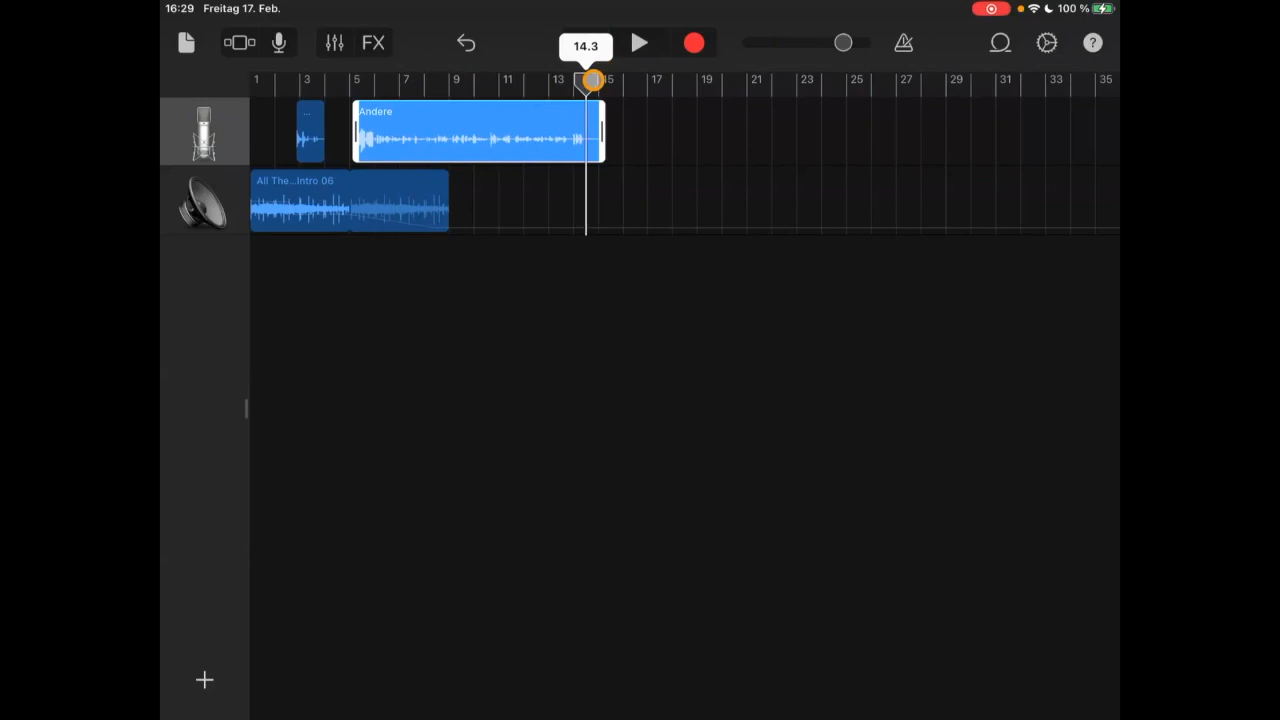 16:29 Freitag 17. Feb. 100 %
FX 14.3 ?
1 3 5 7 9 11 13 15 17 19 21 23 25 27 29 31 33 35
... Andere
All The...Intro 06